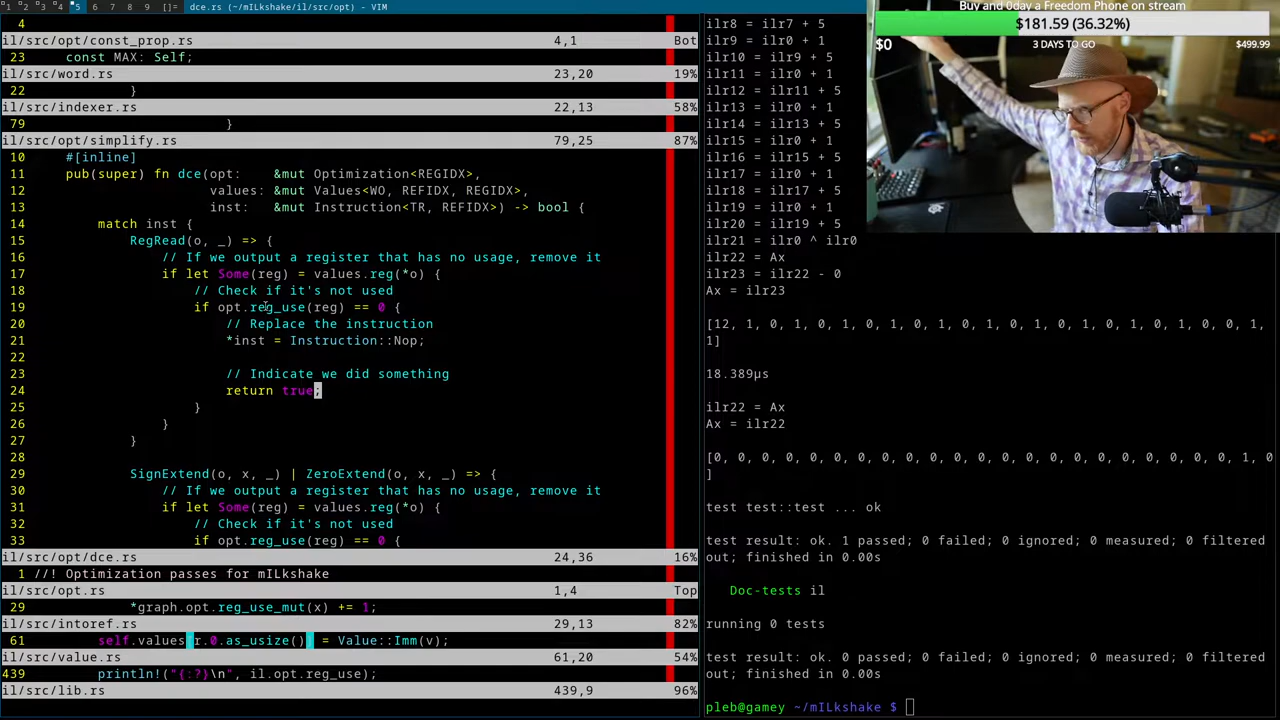 1 2 3 4 5 6 7 8 9 []= dce.rs (~/mILkshake/il/src/opt) - VIM
4
il/src/opt/const_prop.rs 4,1 Bot
23 const MAX: Self;
il/src/word.rs 23,20 19%
22 }
il/src/indexer.rs 22,13 58%
79 }
il/src/opt/simplify.rs 79,25 87%
10 #[inline]
11 pub(super) fn dce(opt: &mut Optimization<REGIDX>,
12 values: &mut Values<WO, REFIDX, REGIDX>,
13 inst: &mut Instruction<TR, REFIDX>) -> bool {
14 match inst {
15 RegRead(o, _) => {
16 // If we output a register that has no usage, remove it
17 if let Some(reg) = values.reg(*o) {
18 // Check if it's not used
19 if opt.reg_use(reg) == 0 {
20 // Replace the instruction
21 *inst = Instruction::Nop;
22
23 // Indicate we did something
24 return true;
25 }
26 }
27 }
28
29 SignExtend(o, x, _) | ZeroExtend(o, x, _) => {
30 // If we output a register that has no usage, remove it
31 if let Some(reg) = values.reg(*o) {
32 // Check if it's not used
33 if opt.reg_use(reg) == 0 {
il/src/opt/dce.rs 24,36 16%
1 //! Optimization passes for mILkshake
il/src/opt.rs 1,4 Top
29 *graph.opt.reg_use_mut(x) += 1;
il/src/intoref.rs 29,13 82%
61 self.values[r.0.as_usize()] = Value::Imm(v);
il/src/value.rs 61,20 54%
439 println!("{:?}\n", il.opt.reg_use);
il/src/lib.rs 439,9 96%
ilr8 = ilr7 + 5
ilr9 = ilr0 + 1
ilr10 = ilr9 + 5
ilr11 = ilr0 + 1
ilr12 = ilr11 + 5
ilr13 = ilr0 + 1
ilr14 = ilr13 + 5
ilr15 = ilr0 + 1
ilr16 = ilr15 + 5
ilr17 = ilr0 + 1
ilr18 = ilr17 + 5
ilr19 = ilr0 + 1
ilr20 = ilr19 + 5
ilr21 = ilr0 ^ ilr0
ilr22 = Ax
ilr23 = ilr22 - 0
Ax = ilr23
[12, 1, 0, 1, 0, 1, 0, 1, 0, 1, 0, 1, 0, 1, 0, 1, 0, 1, 0, 1, 0, 0, 1,
1]
18.389µs
ilr22 = Ax
Ax = ilr22
[0, 0, 0, 0, 0, 0, 0, 0, 0, 0, 0, 0, 0, 0, 0, 0, 0, 0, 0, 0, 0, 0, 1, 0
]
test test::test ... ok
test result: ok. 1 passed; 0 failed; 0 ignored; 0 measured; 0 filtered
out; finished in 0.00s
Doc-tests il
running 0 tests
test result: ok. 0 passed; 0 failed; 0 ignored; 0 measured; 0 filtered
out; finished in 0.00s
pleb@gamey ~/mILkshake $
Buy and 0day a Freedom Phone on stream
$181.59 (36.32%)
$0 3 DAYS TO GO $499.99